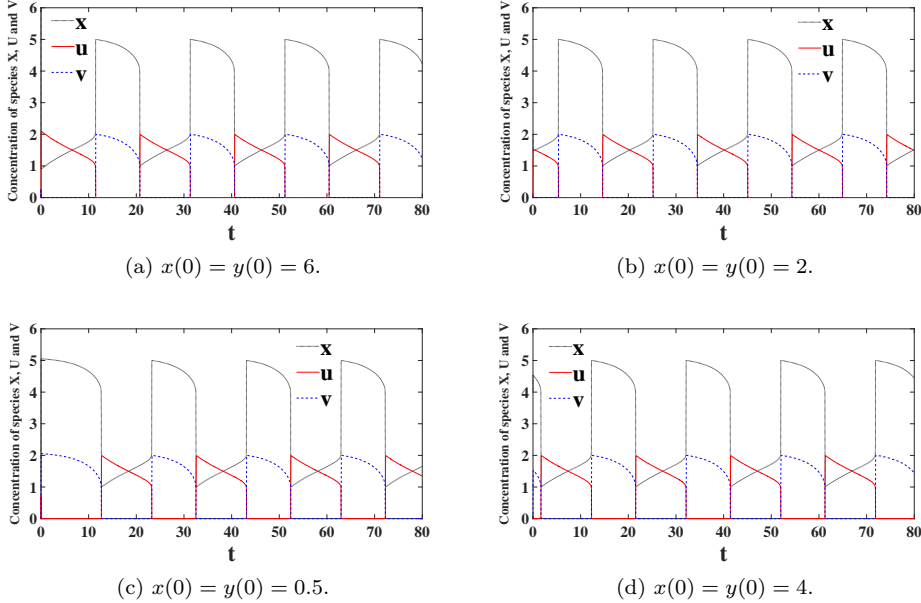 Concentration of species X, U and V
6
5
4
3
2
1
0
x
u
v
0 10 20 30 40 50 60 70 80
t
(a) x(0) = y(0) = 6.
Concentration of species X, U and V
6
5
4
3
2
1
0
x
u
v
0 10 20 30 40 50 60 70 80
t
(b) x(0) = y(0) = 2.
Concentration of species X, U and V
6
5
4
3
2
1
0
x
u
v
0 10 20 30 40 50 60 70 80
t
(c) x(0) = y(0) = 0.5.
Concentration of species X, U and V
6
5
4
3
2
1
0
x
u
v
0 10 20 30 40 50 60 70 80
t
(d) x(0) = y(0) = 4.